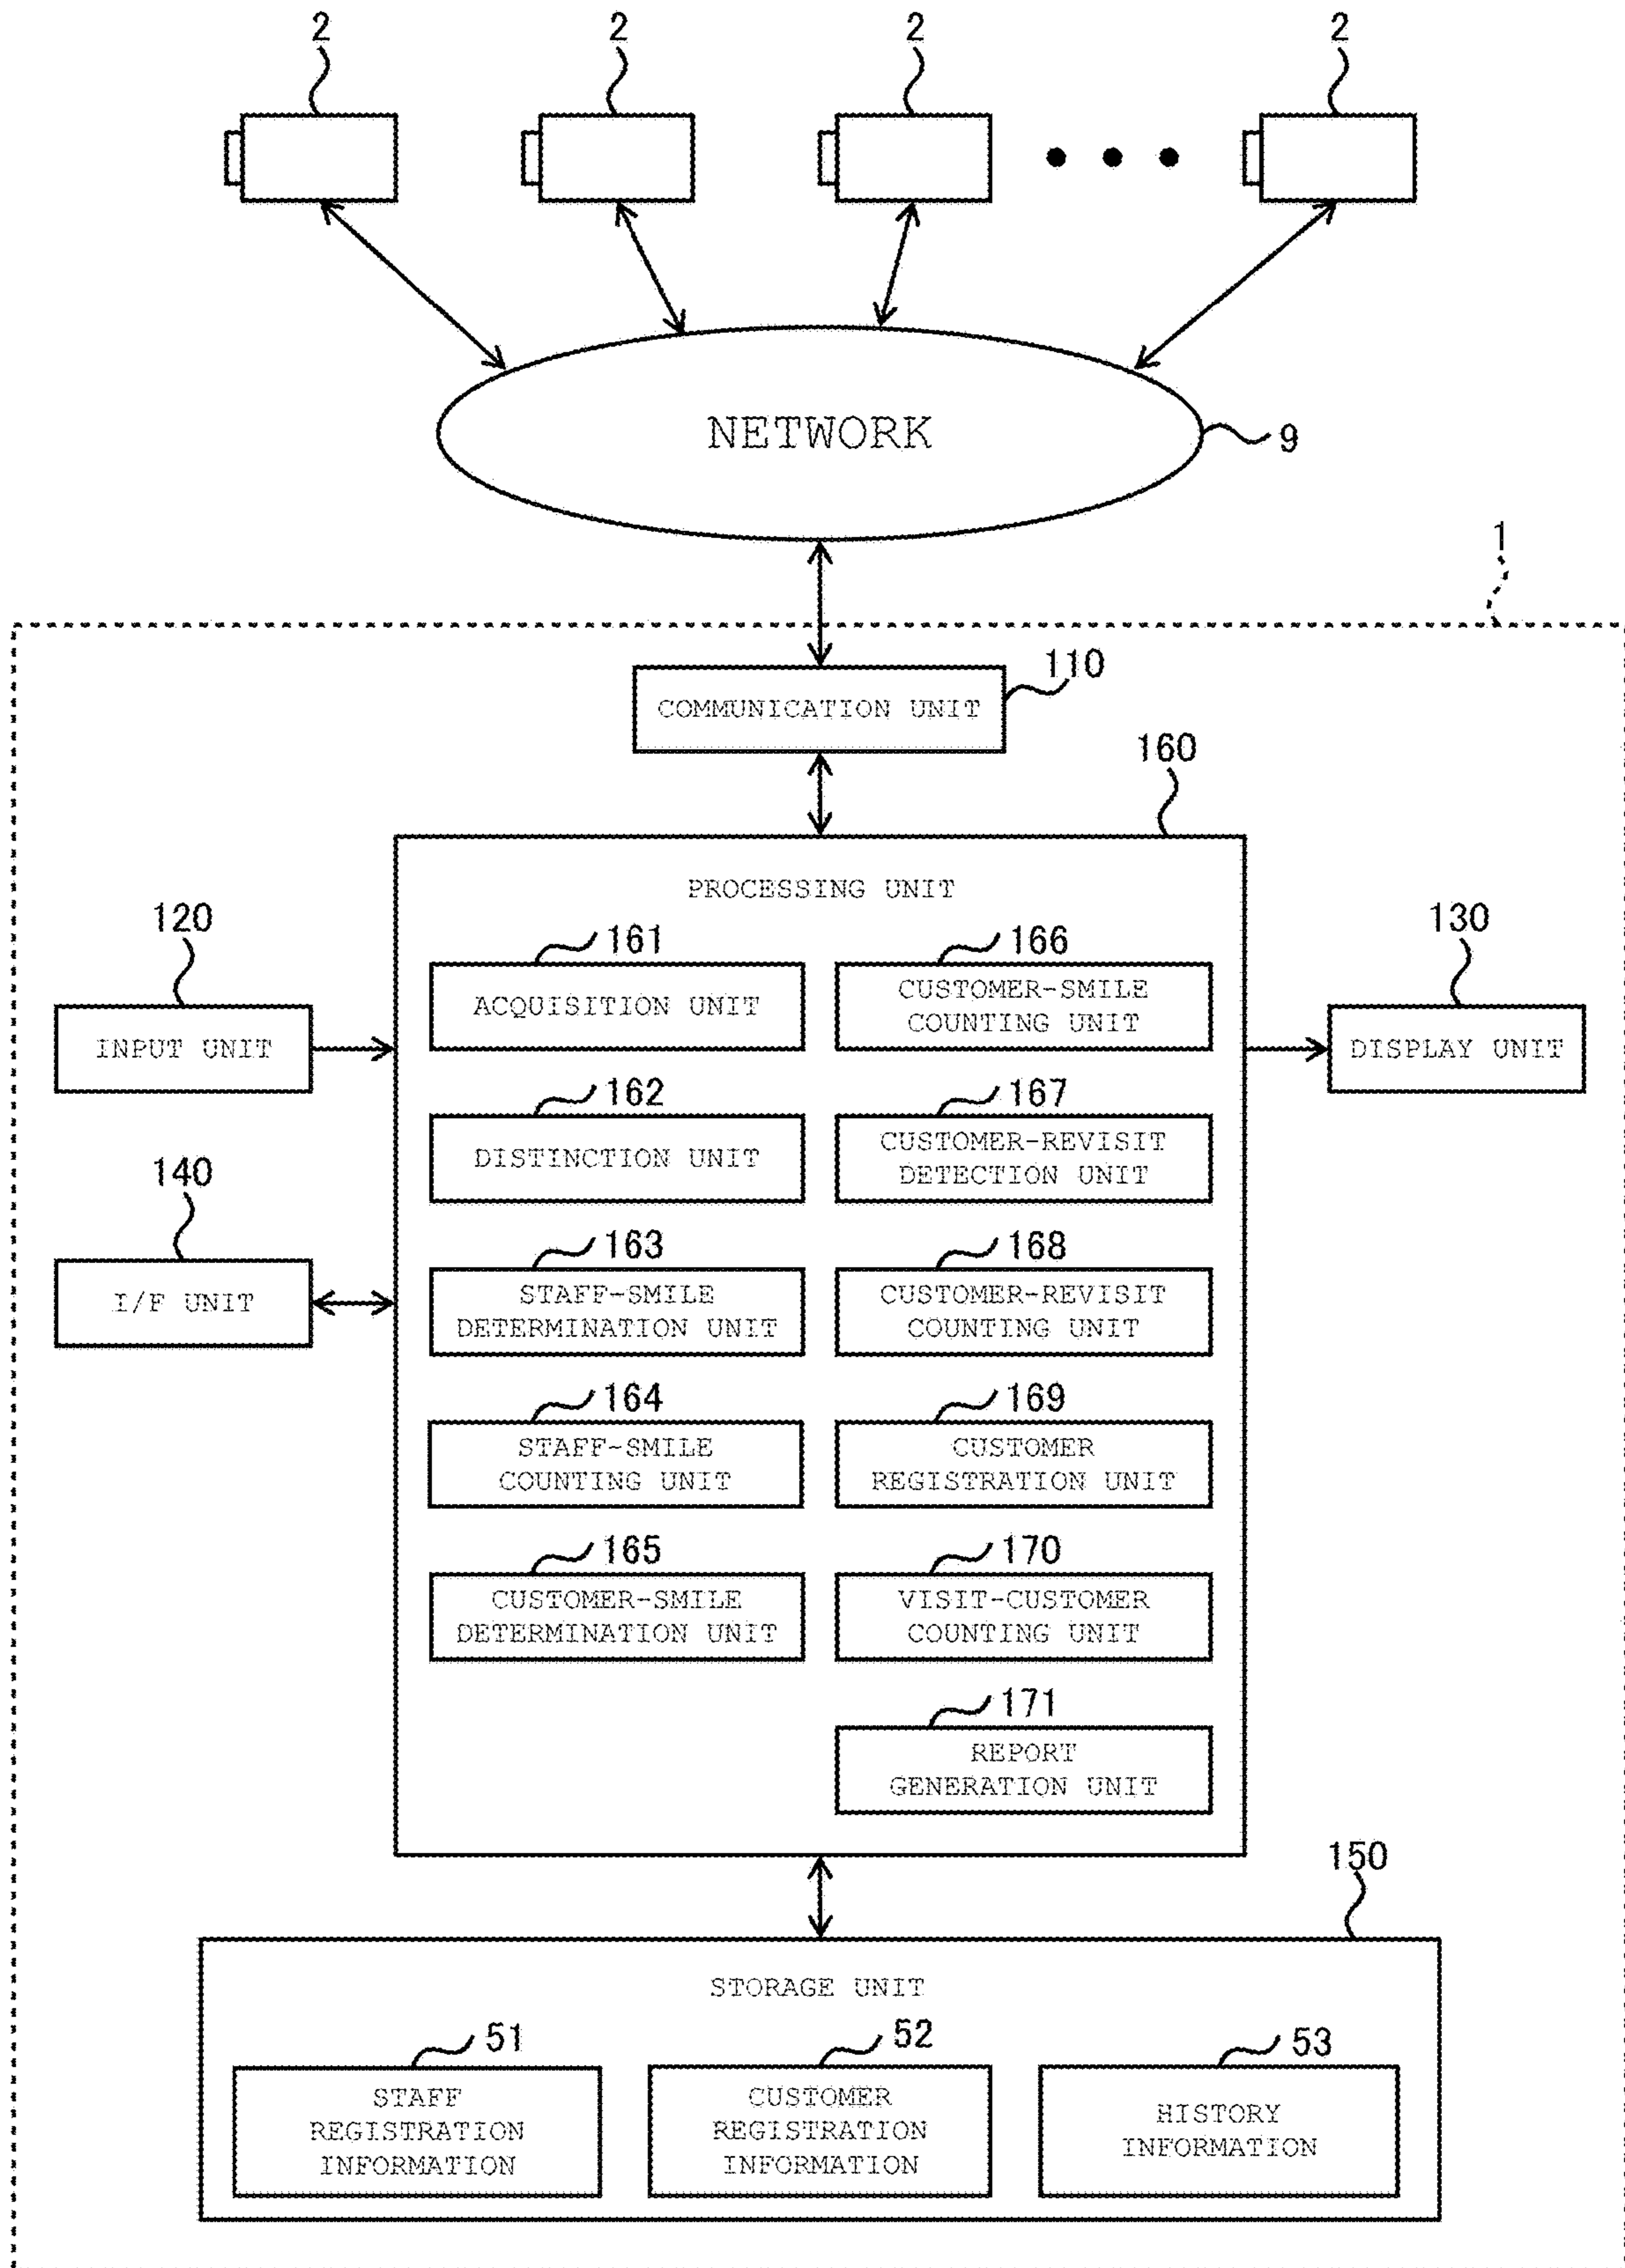 2
2
2
2
NETWORK
9
1
COMMUNICATION UNIT
110
160
PROCESSING UNIT
120
INPUT UNIT
130
DISPLAY UNIT
140
I/F UNIT
161
ACQUISITION UNIT
166
CUSTOMER-SMILE
COUNTING UNIT
162
DISTINCTION UNIT
167
CUSTOMER-REVISIT
DETECTION UNIT
163
STAFF-SMILE
DETERMINATION UNIT
168
CUSTOMER-REVISIT
COUNTING UNIT
164
STAFF-SMILE
COUNTING UNIT
169
CUSTOMER
REGISTRATION UNIT
165
CUSTOMER-SMILE
DETERMINATION UNIT
170
VISIT-CUSTOMER
COUNTING UNIT
171
REPORT
GENERATION UNIT
150
STORAGE UNIT
51
STAFF
REGISTRATION
INFORMATION
52
CUSTOMER
REGISTRATION
INFORMATION
53
HISTORY
INFORMATION